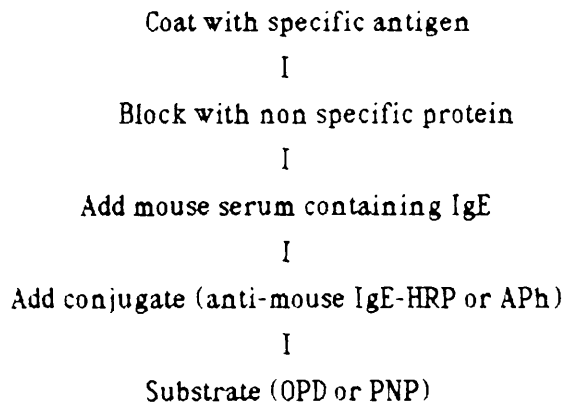 Coat with specific antigen
I
Block with non specific protein
I
Add mouse serum containing IgE
I
Add conjugate (anti-mouse IgE-HRP or APh)
I
Substrate (OPD or PNP)